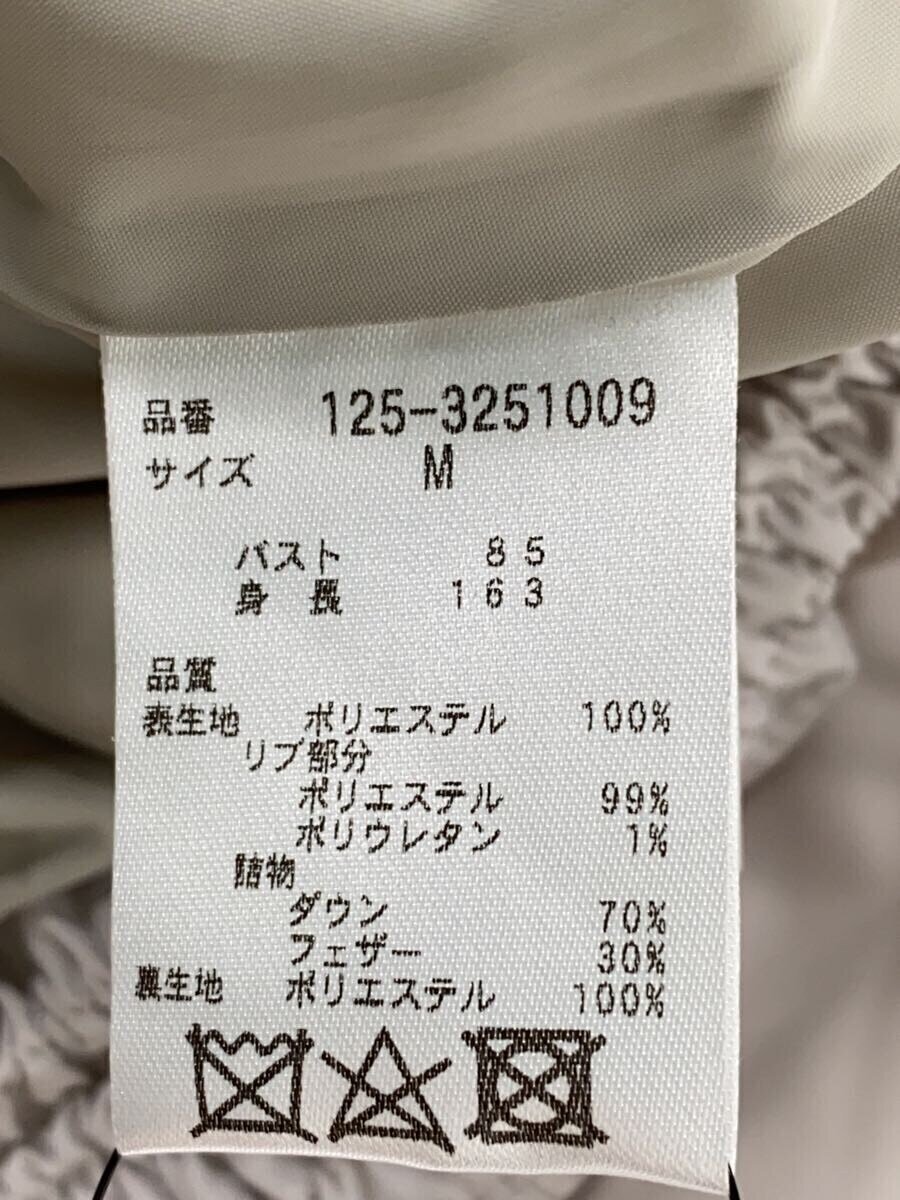 品番 125-3251009
サイズ M
バスト 85
身長 163
品質
表生地 ポリエステル 100%
リブ部分
ポリエステル 99%
ポリウレタン 1%
詰物
ダウン 70%
フェザー 30%
裏生地 ポリエステル 100%